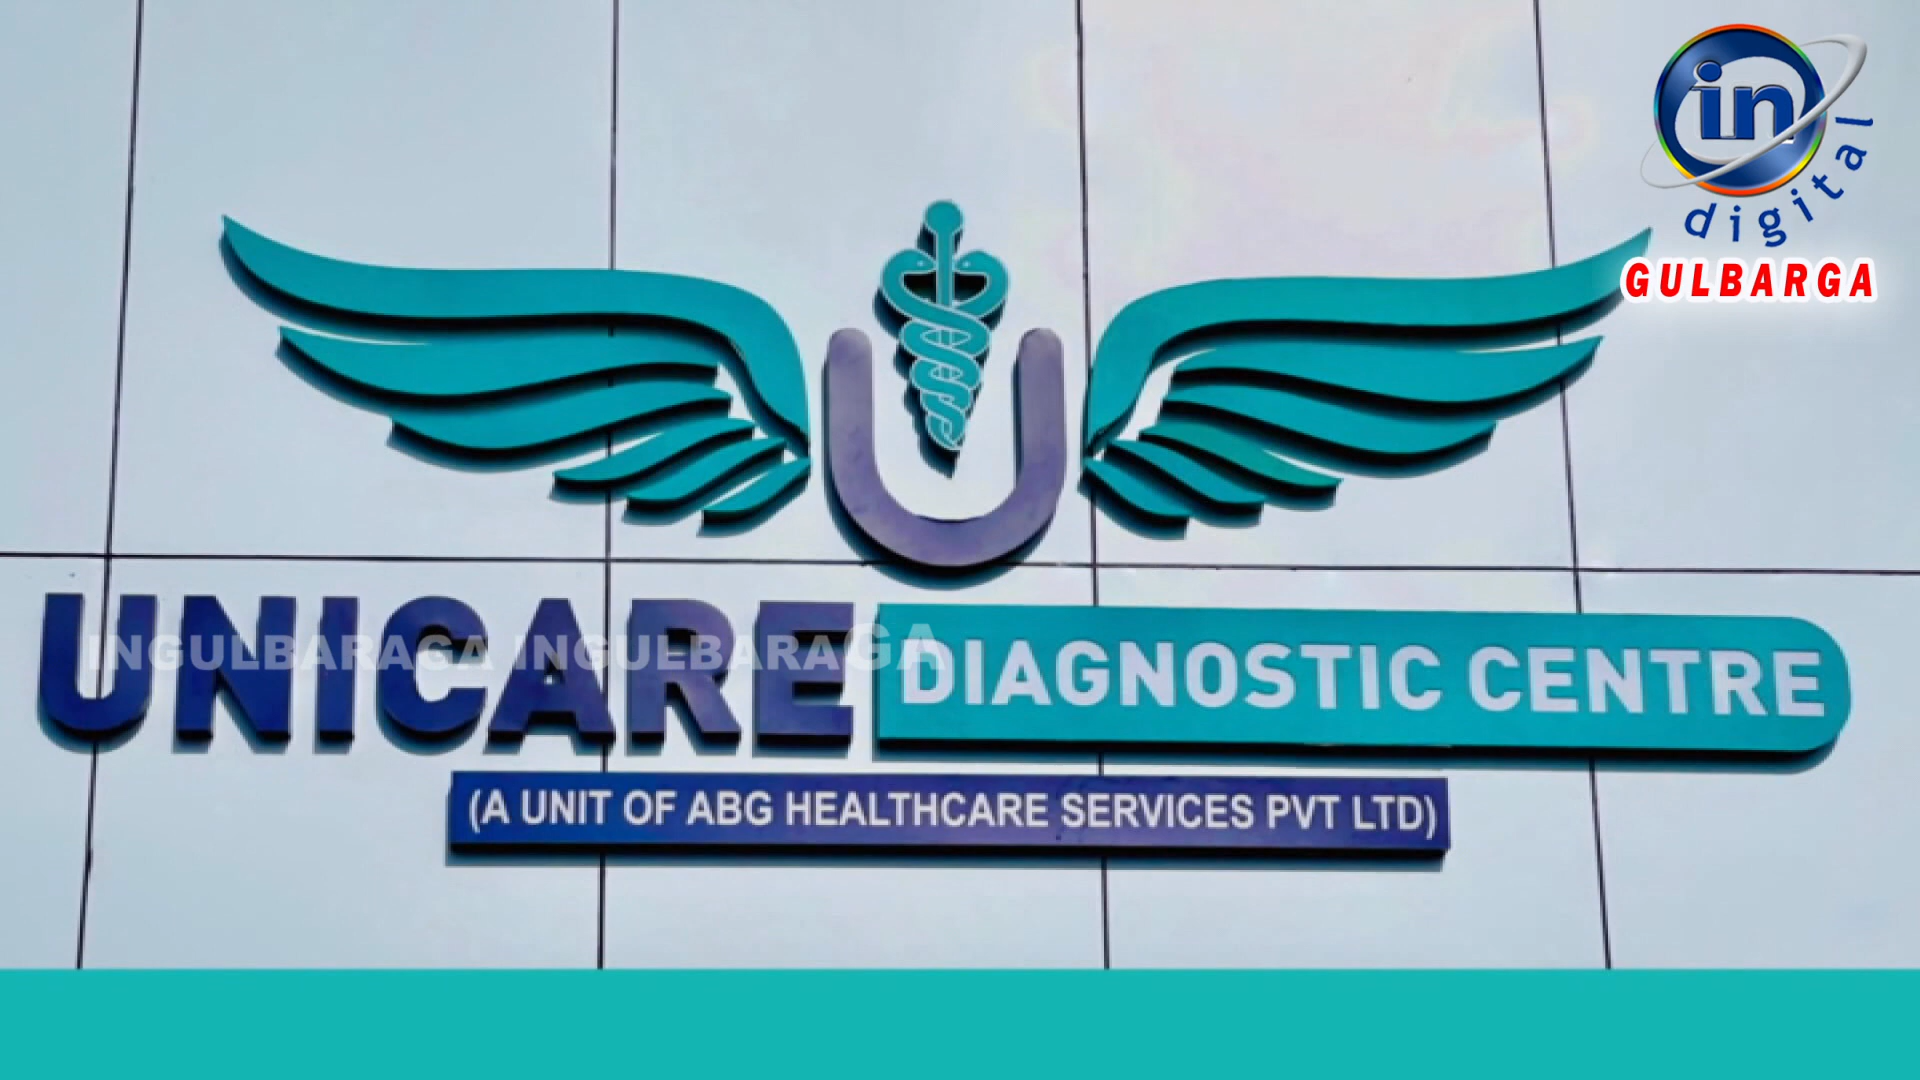 in
digital
GULBARGA
U
UNICARE DIAGNOSTIC CENTRE
INGULBARAGA INGULBARAGA
(A UNIT OF ABG HEALTHCARE SERVICES PVT LTD)